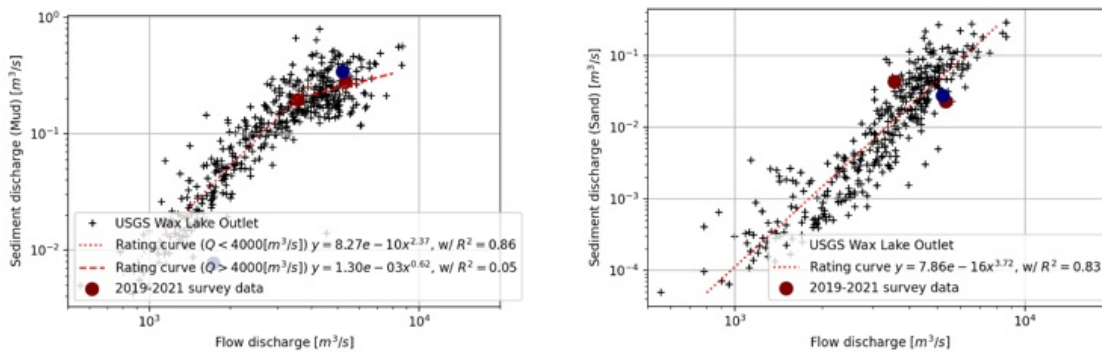 10⁰
10⁻¹
10⁻²
Sediment discharge (Mud) [m³/s]
USGS Wax Lake Outlet
Rating curve (Q < 4000[m³/s]) y = 8.27e − 10x^2.37, w/ R² = 0.86
Rating curve (Q > 4000[m³/s]) y = 1.30e − 03x^0.62, w/ R² = 0.05
2019-2021 survey data
10³
10⁴
Flow discharge [m³/s]
10⁻¹
10⁻²
10⁻³
10⁻⁴
Sediment discharge (Sand) [m³/s]
USGS Wax Lake Outlet
Rating curve y = 7.86e − 16x^3.72, w/ R² = 0.83
2019-2021 survey data
10³
10⁴
Flow discharge [m³/s]